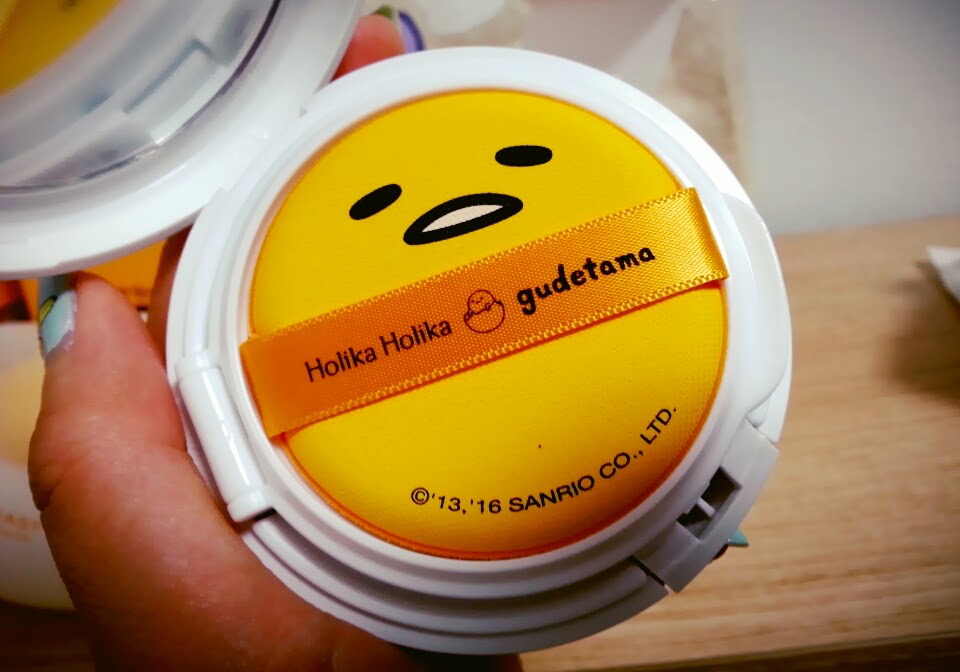 Holika Holika gudetama
©'13,'16 SANRIO CO., LTD.